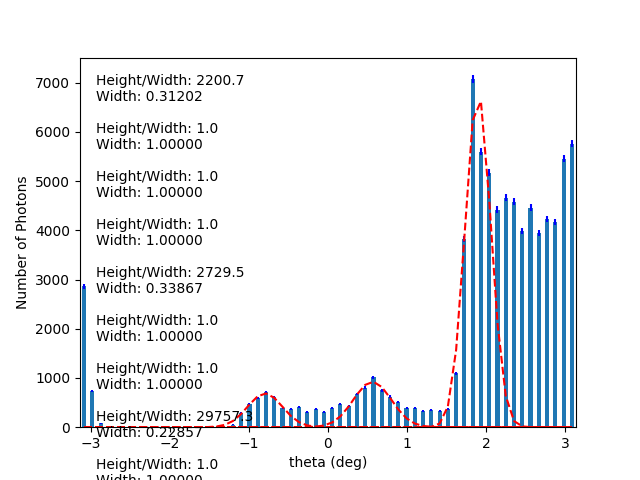 Height/Width: 2200.7
Width: 0.31202
Height/Width: 1.0
Width: 1.00000
Height/Width: 1.0
Width: 1.00000
Height/Width: 1.0
Width: 1.00000
Height/Width: 2729.5
Width: 0.33867
Height/Width: 1.0
Width: 1.00000
Height/Width: 1.0
Width: 1.00000
Height/Width: 29757.3
Width: 0.22857
Height/Width: 1.0
7000
6000
5000
4000
3000
2000
1000
0
Number of Photons
−3 −2 −1 0 1 2 3
theta (deg)